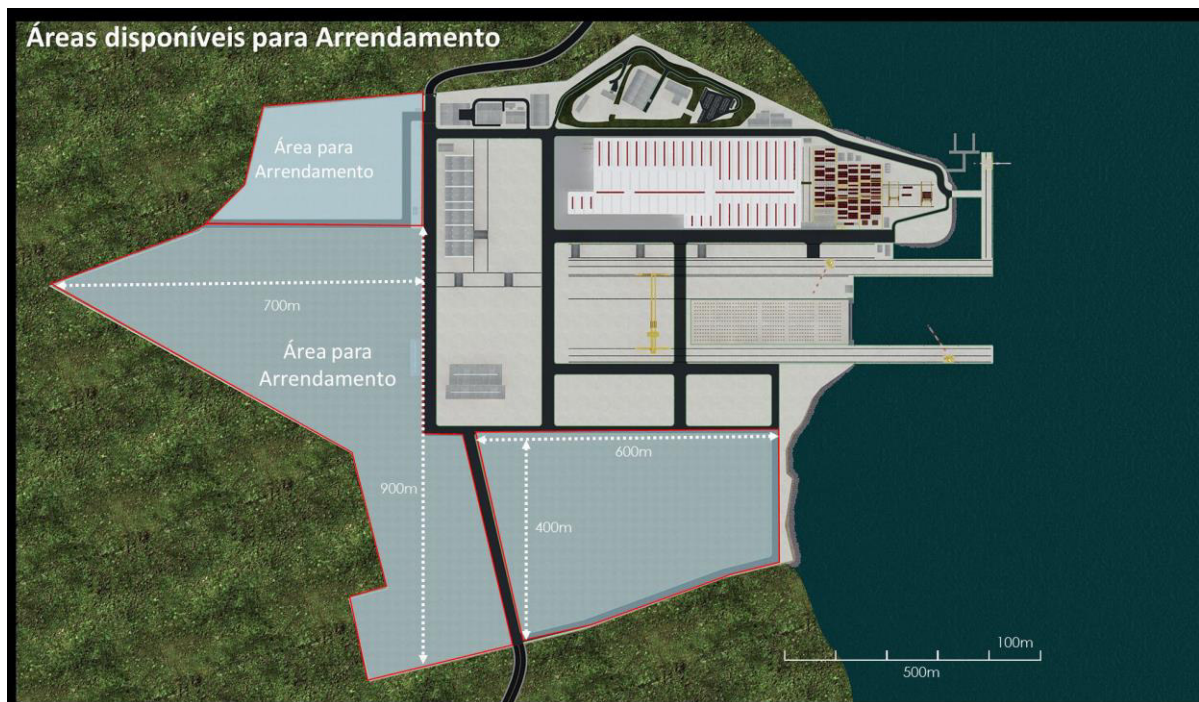 Áreas disponíveis para Arrendamento
Área para
Arrendamento
700m
Área para
Arrendamento
900m
600m
400m
100m
500m